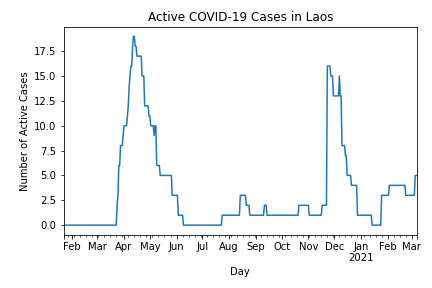 Active COVID-19 Cases in Laos
Number of Active Cases
17.5
15.0
12.5
10.0
7.5
5.0
2.5
0.0
Feb Mar Apr May Jun Jul Aug Sep Oct Nov Dec Jan Feb Mar
2021
Day